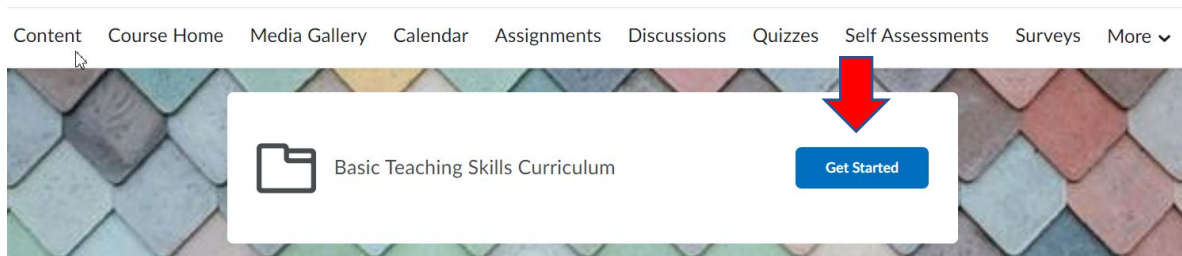 Content Course Home Media Gallery Calendar Assignments Discussions Quizzes Self Assessments Surveys More
Basic Teaching Skills Curriculum
Get Started